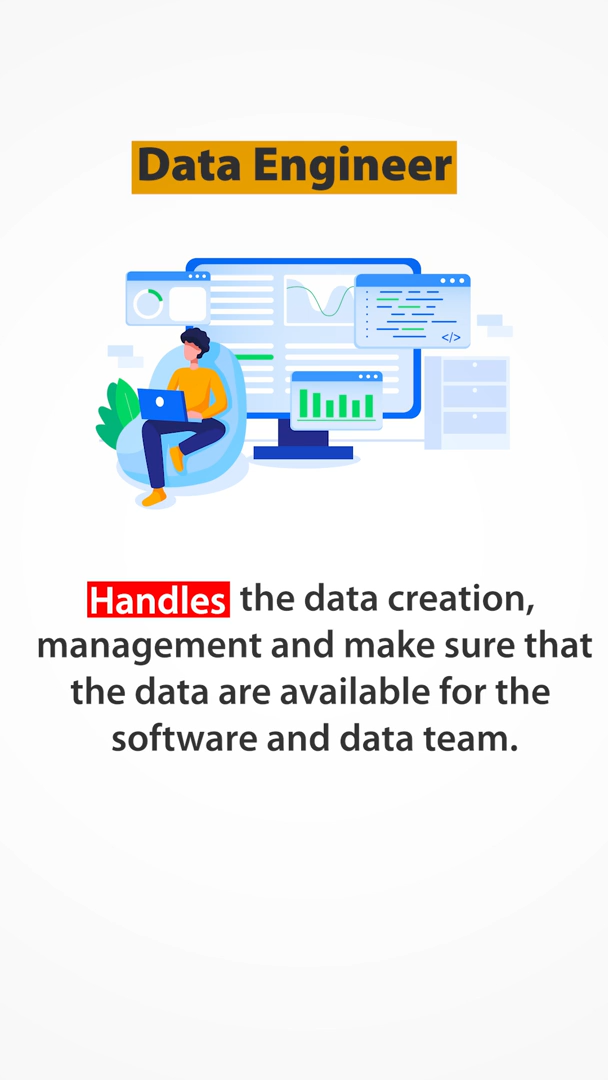 Data Engineer
</>
Handles the data creation,
management and make sure that
the data are available for the
software and data team.